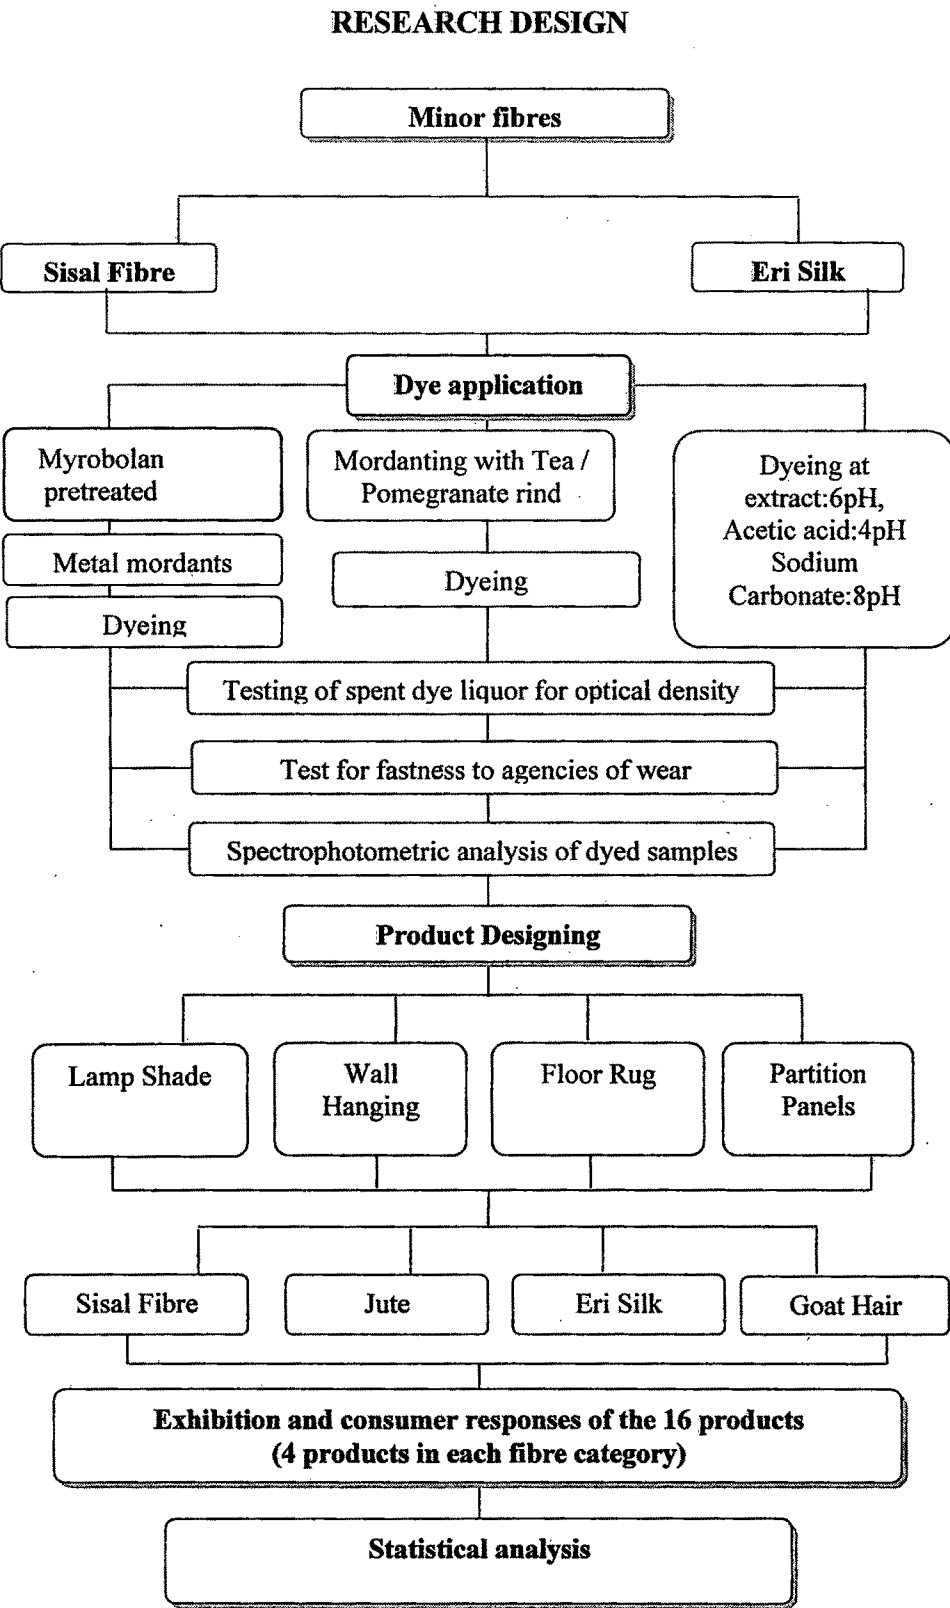 RESEARCH DESIGN
Minor fibres
Sisal Fibre
Eri Silk
Dye application
Myrobolan
pretreated
Metal mordants
Dyeing
Mordanting with Tea /
Pomegranate rind
Dyeing
Dyeing at
extract:6pH,
Acetic acid:4pH
Sodium
Carbonate:8pH
Testing of spent dye liquor for optical density
Test for fastness to agencies of wear
Spectrophotometric analysis of dyed samples
Product Designing
Lamp Shade
Wall
Hanging
Floor Rug
Partition
Panels
Sisal Fibre
Jute
Eri Silk
Goat Hair
Exhibition and consumer responses of the 16 products
(4 products in each fibre category)
Statistical analysis